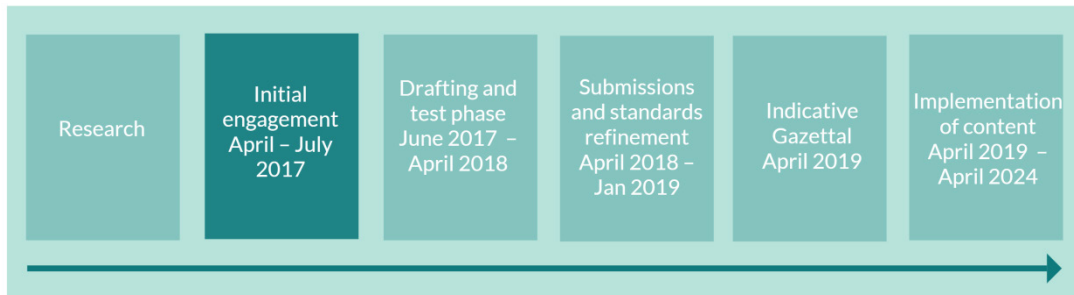 Research
Initial
engagement
April – July
2017
Drafting and
test phase
June 2017 –
April 2018
Submissions
and standards
refinement
April 2018 –
Jan 2019
Indicative
Gazettal
April 2019
Implementation
of content
April 2019 –
April 2024